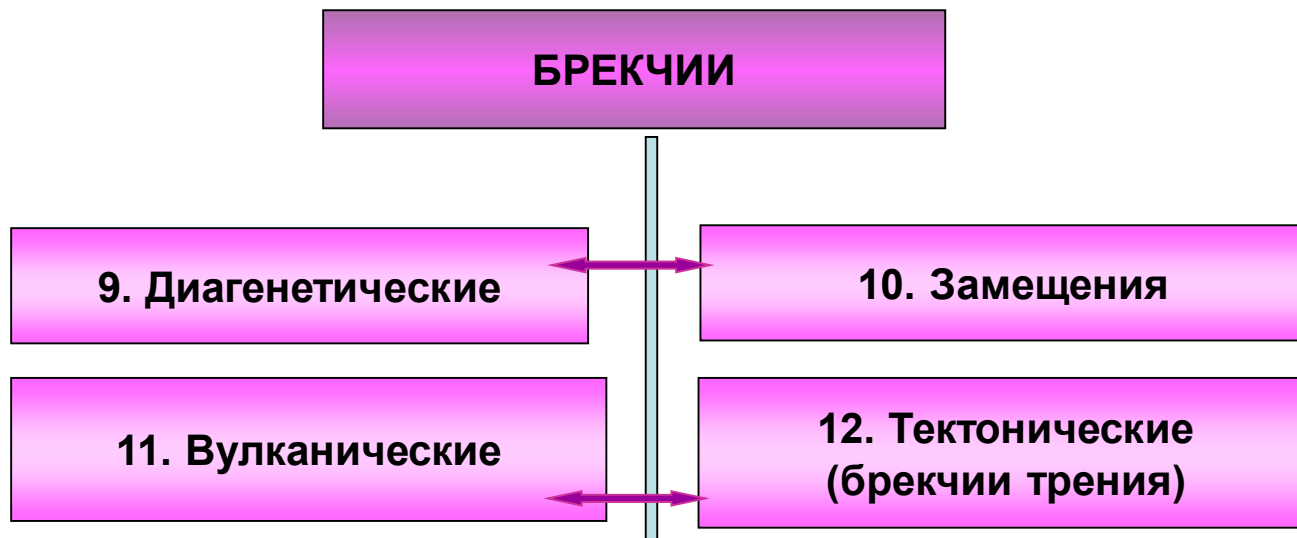 БРЕКЧИИ
9. Диагенетические
10. Замещения
11. Вулканические
12. Тектонические
(брекчии трения)